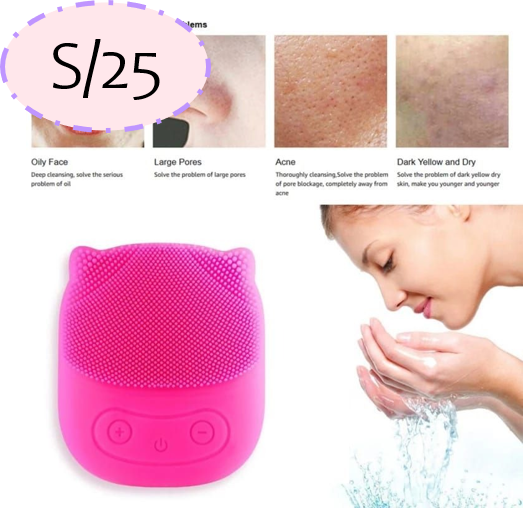 S/25
Oily Face
Large Pores
Acne
Dark Yellow and Dry
Deep cleansing, solve the serious
problem of oil
Solve the problem of large pores
Thoroughly cleansing,Solve the problem
of pore blockage, completely away from
acne
Solve the problem of dark yellow dry
skin, make you younger and younger